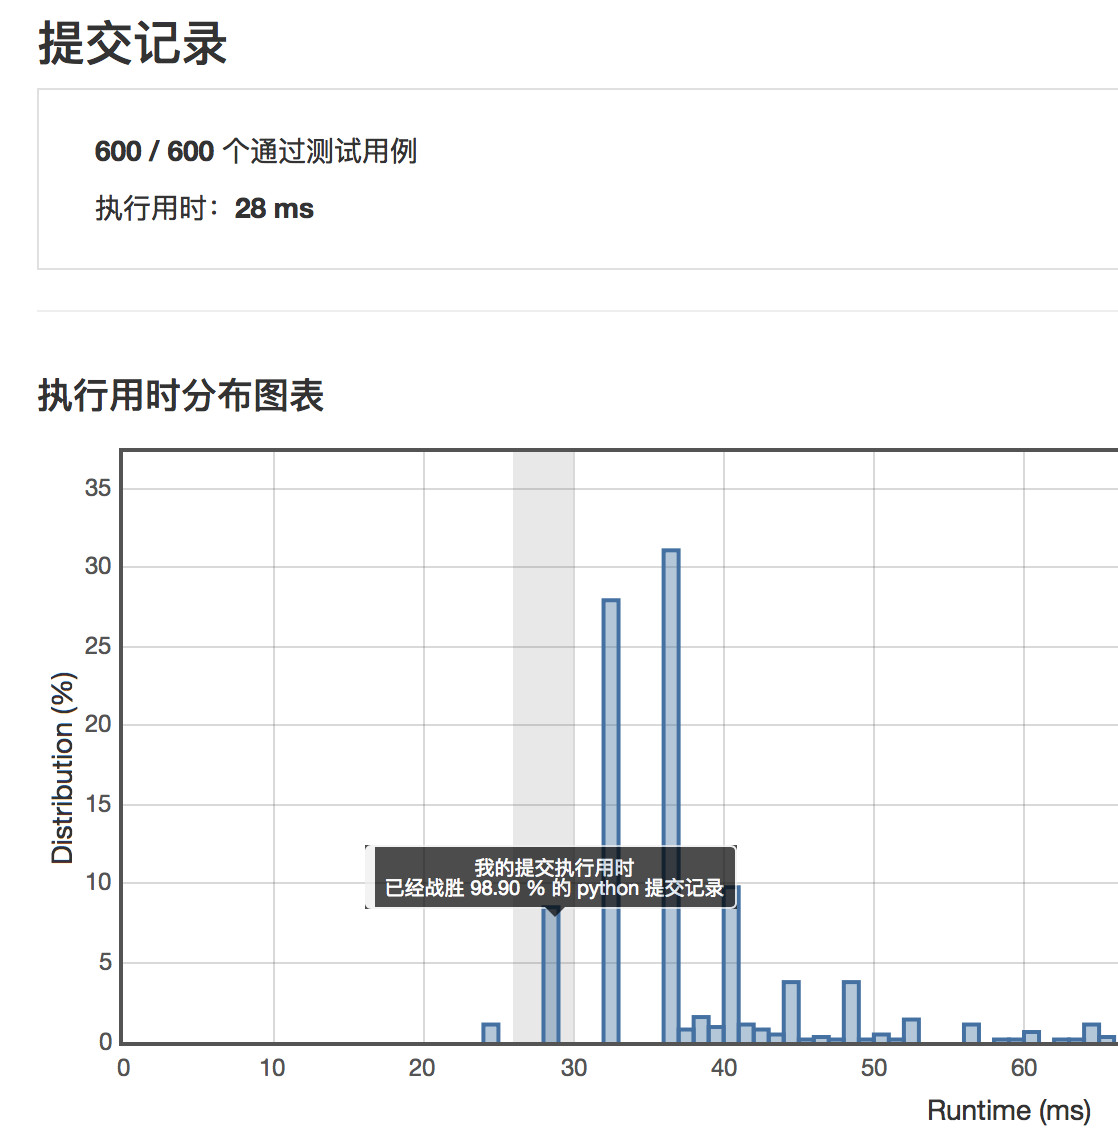 提交记录
600 / 600 个通过测试用例
执行用时：28 ms
执行用时分布图表
35
30
25
20
15
10
5
0
Distribution (%)
我的提交执行用时
已经战胜 98.90 % 的 python 提交记录
0 10 20 30 40 50 60
Runtime (ms)